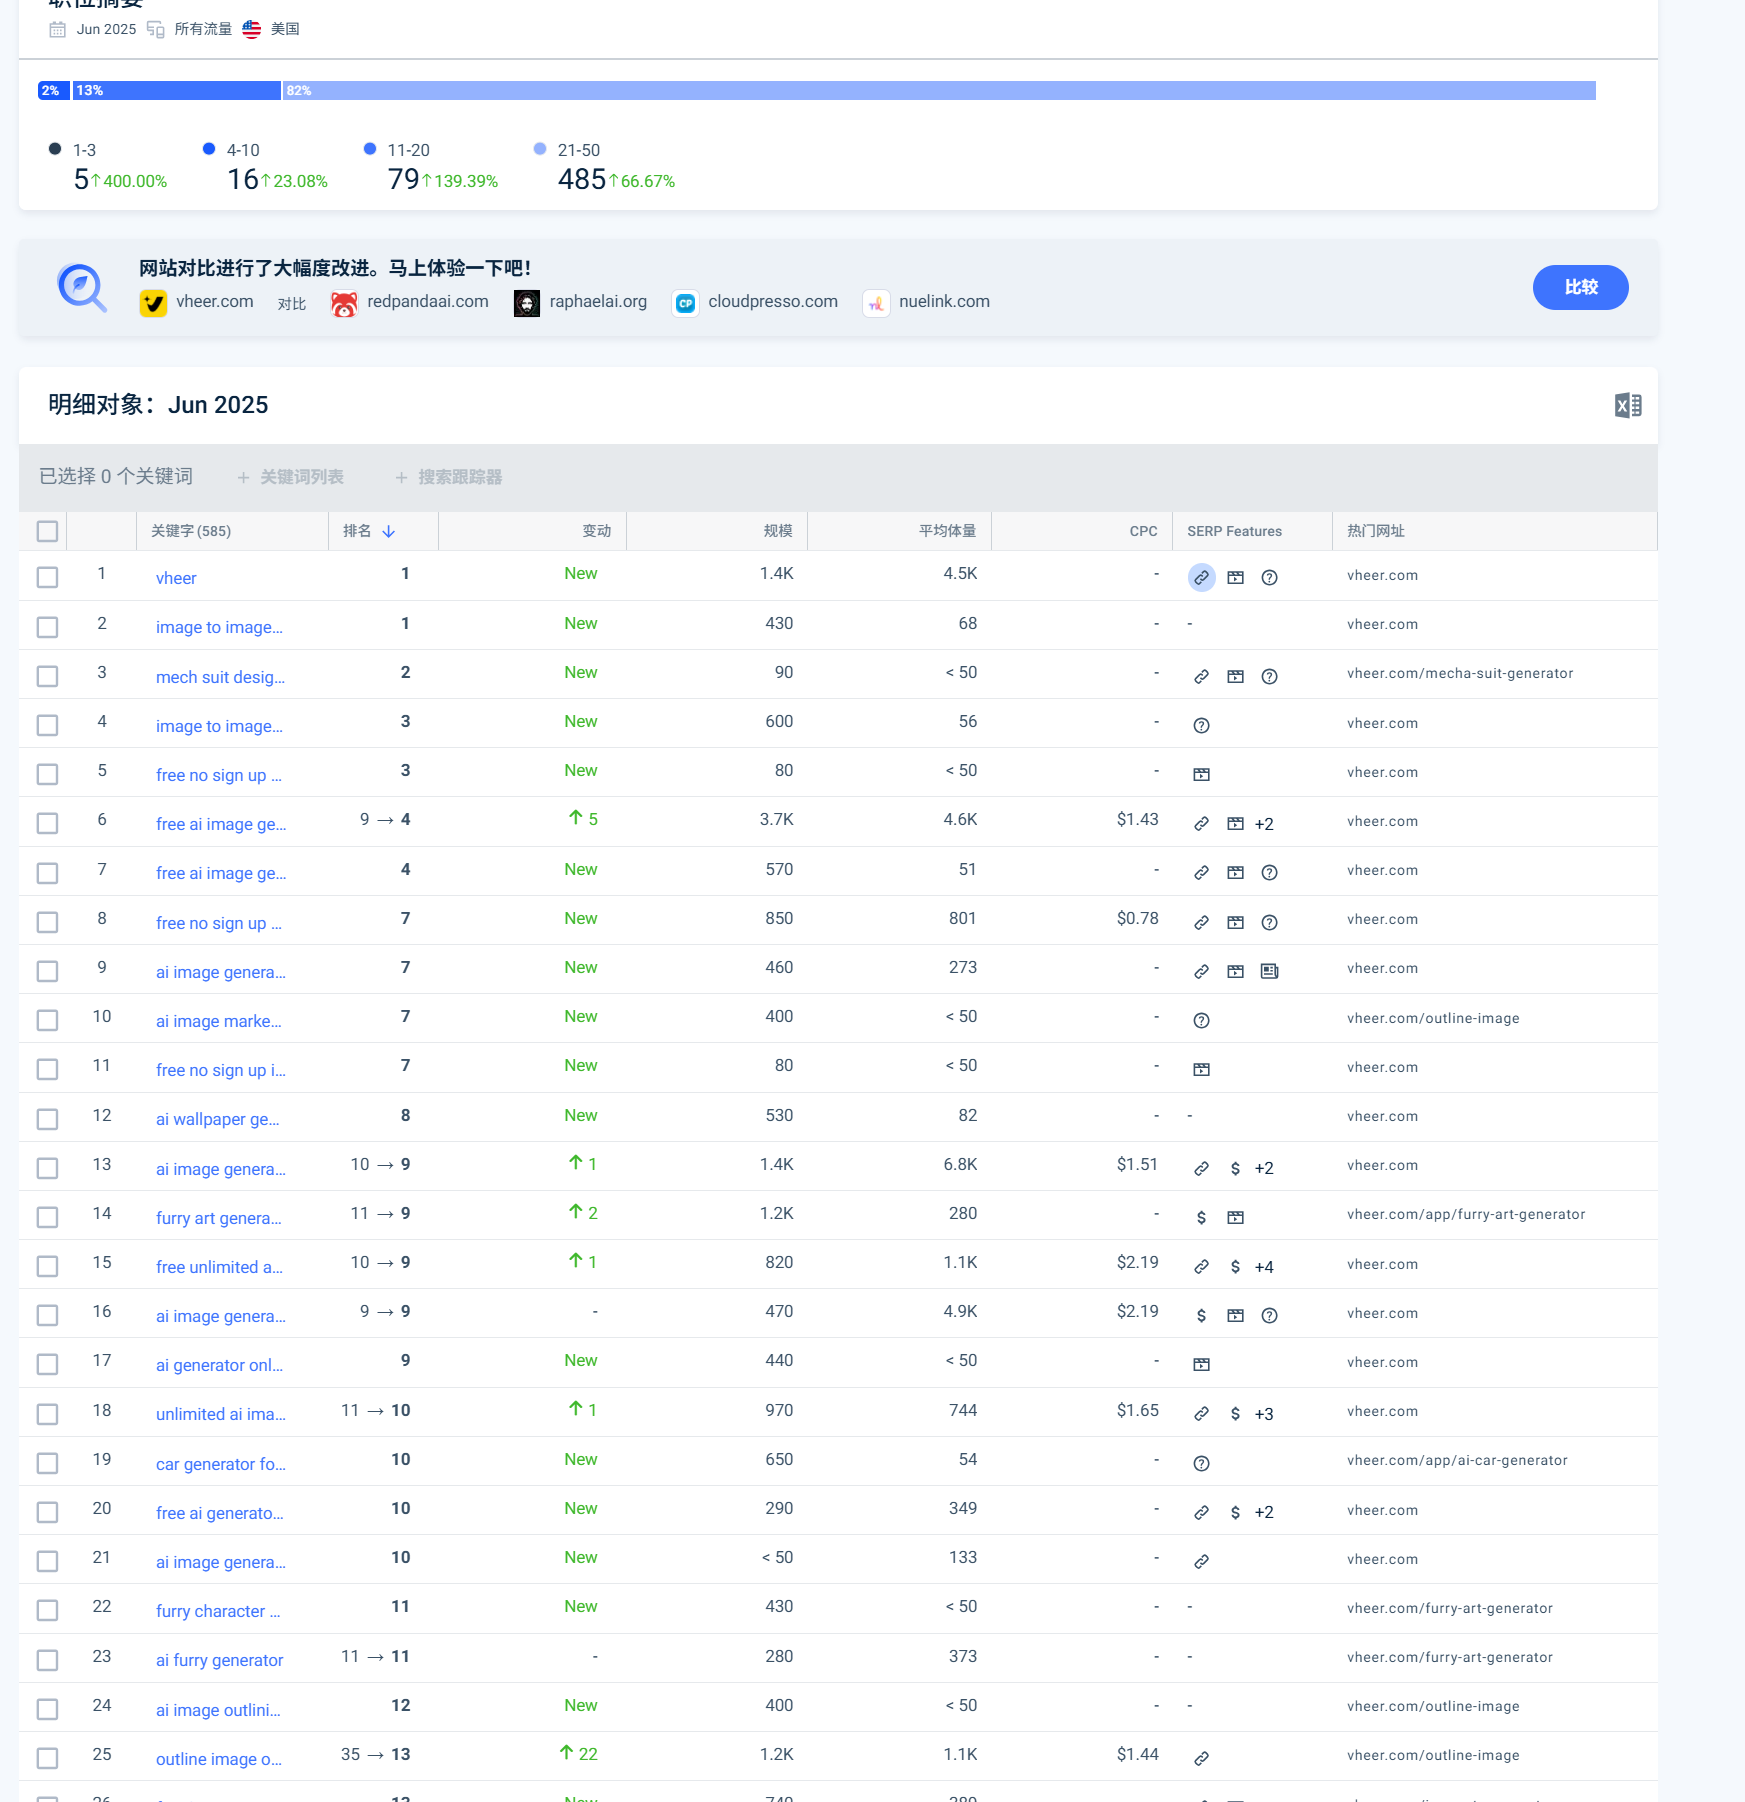 职位摘要
Jun 2025 所有流量 美国
2% 13% 82%
1-3 4-10 11-20 21-50
5 ↑400.00% 16 ↑23.08% 79 ↑139.39% 485 ↑66.67%
网站对比进行了大幅度改进。马上体验一下吧！
vheer.com 对比 redpandaai.com raphaelai.org CP cloudpresso.com nuelink.com
比较
明细对象：Jun 2025
已选择 0 个关键词 + 关键词列表 + 搜索跟踪器
关键字 (585) 排名 ↓ 变动 规模 平均体量 CPC SERP Features 热门网址
1 vheer 1 New 1.4K 4.5K - vheer.com
2 image to image... 1 New 430 68 - - vheer.com
3 mech suit desig... 2 New 90 < 50 - vheer.com/mecha-suit-generator
4 image to image... 3 New 600 56 - vheer.com
5 free no sign up ... 3 New 80 < 50 - vheer.com
6 free ai image ge... 9 → 4 ↑ 5 3.7K 4.6K $1.43 +2 vheer.com
7 free ai image ge... 4 New 570 51 - vheer.com
8 free no sign up ... 7 New 850 801 $0.78 vheer.com
9 ai image genera... 7 New 460 273 - vheer.com
10 ai image marke... 7 New 400 < 50 - vheer.com/outline-image
11 free no sign up i... 7 New 80 < 50 - vheer.com
12 ai wallpaper ge... 8 New 530 82 - - vheer.com
13 ai image genera... 10 → 9 ↑ 1 1.4K 6.8K $1.51 $ +2 vheer.com
14 furry art genera... 11 → 9 ↑ 2 1.2K 280 - $ vheer.com/app/furry-art-generator
15 free unlimited a... 10 → 9 ↑ 1 820 1.1K $2.19 $ +4 vheer.com
16 ai image genera... 9 → 9 - 470 4.9K $2.19 $ vheer.com
17 ai generator onl... 9 New 440 < 50 - vheer.com
18 unlimited ai ima... 11 → 10 ↑ 1 970 744 $1.65 $ +3 vheer.com
19 car generator fo... 10 New 650 54 - vheer.com/app/ai-car-generator
20 free ai generato... 10 New 290 349 - $ +2 vheer.com
21 ai image genera... 10 New < 50 133 - vheer.com
22 furry character ... 11 New 430 < 50 - - vheer.com/furry-art-generator
23 ai furry generator 11 → 11 - 280 373 - - vheer.com/furry-art-generator
24 ai image outlini... 12 New 400 < 50 - - vheer.com/outline-image
25 outline image o... 35 → 13 ↑ 22 1.2K 1.1K $1.44 vheer.com/outline-image